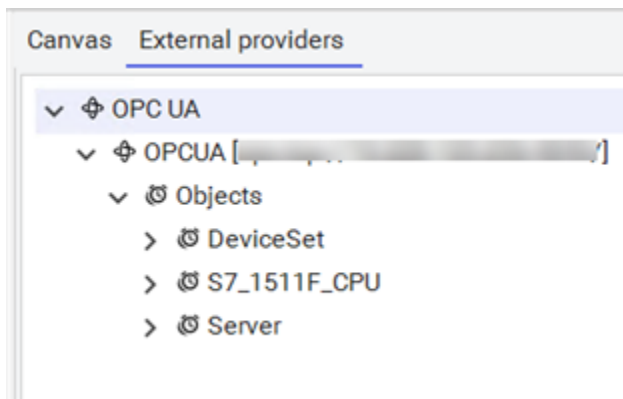 Canvas External providers
OPC UA
OPCUA [ /]
Objects
DeviceSet
S7_1511F_CPU
Server